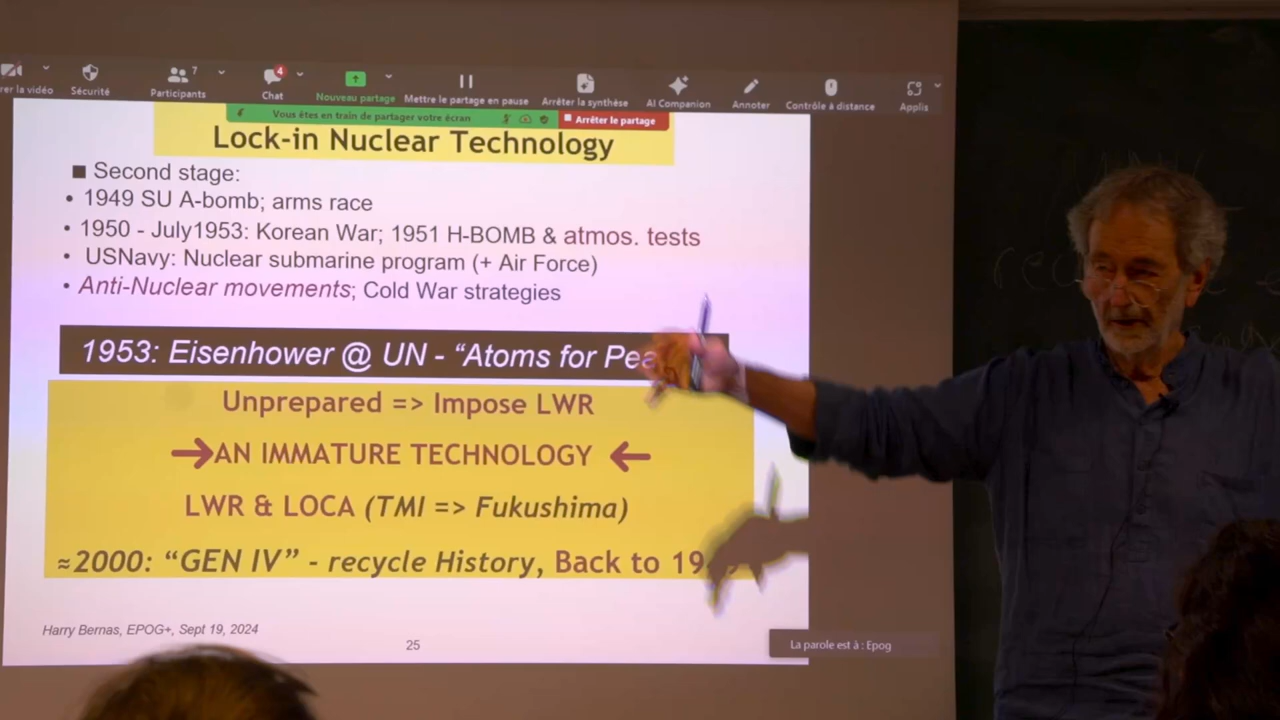 rer la vidéo
Sécurité
Participants 7
Chat 4
Nouveau partage
Mettre le partage en pause
Arrêter la synthèse
AI Companion
Annoter
Contrôle à distance
Applis
Vous êtes en train de partager votre écran
Arrêter le partage
Lock-in Nuclear Technology
■ Second stage:
• 1949 SU A-bomb; arms race
• 1950 - July1953: Korean War; 1951 H-BOMB & atmos. tests
• USNavy: Nuclear submarine program (+ Air Force)
• Anti-Nuclear movements; Cold War strategies
1953: Eisenhower @ UN - “Atoms for Pea
Unprepared => Impose LWR
→AN IMMATURE TECHNOLOGY ←
LWR & LOCA (TMI => Fukushima)
≈2000: “GEN IV” - recycle History, Back to 19
Harry Bernas, EPOG+, Sept 19, 2024
25
La parole est à : Epog